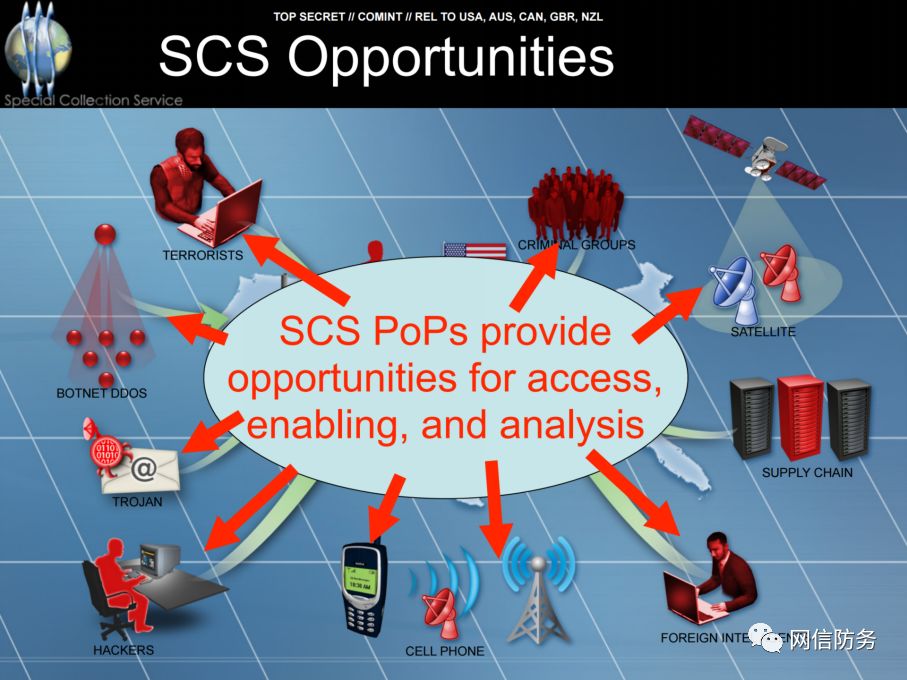 TOP SECRET // COMINT // REL TO USA, AUS, CAN, GBR, NZL
SCS Opportunities
Special Collection Service
TERRORISTS
CRIMINAL GROUPS
SATELLITE
SCS PoPs provide
opportunities for access,
enabling, and analysis
BOTNET DDOS
SUPPLY CHAIN
@
TROJAN
HACKERS
CELL PHONE
FOREIGN
网信防务